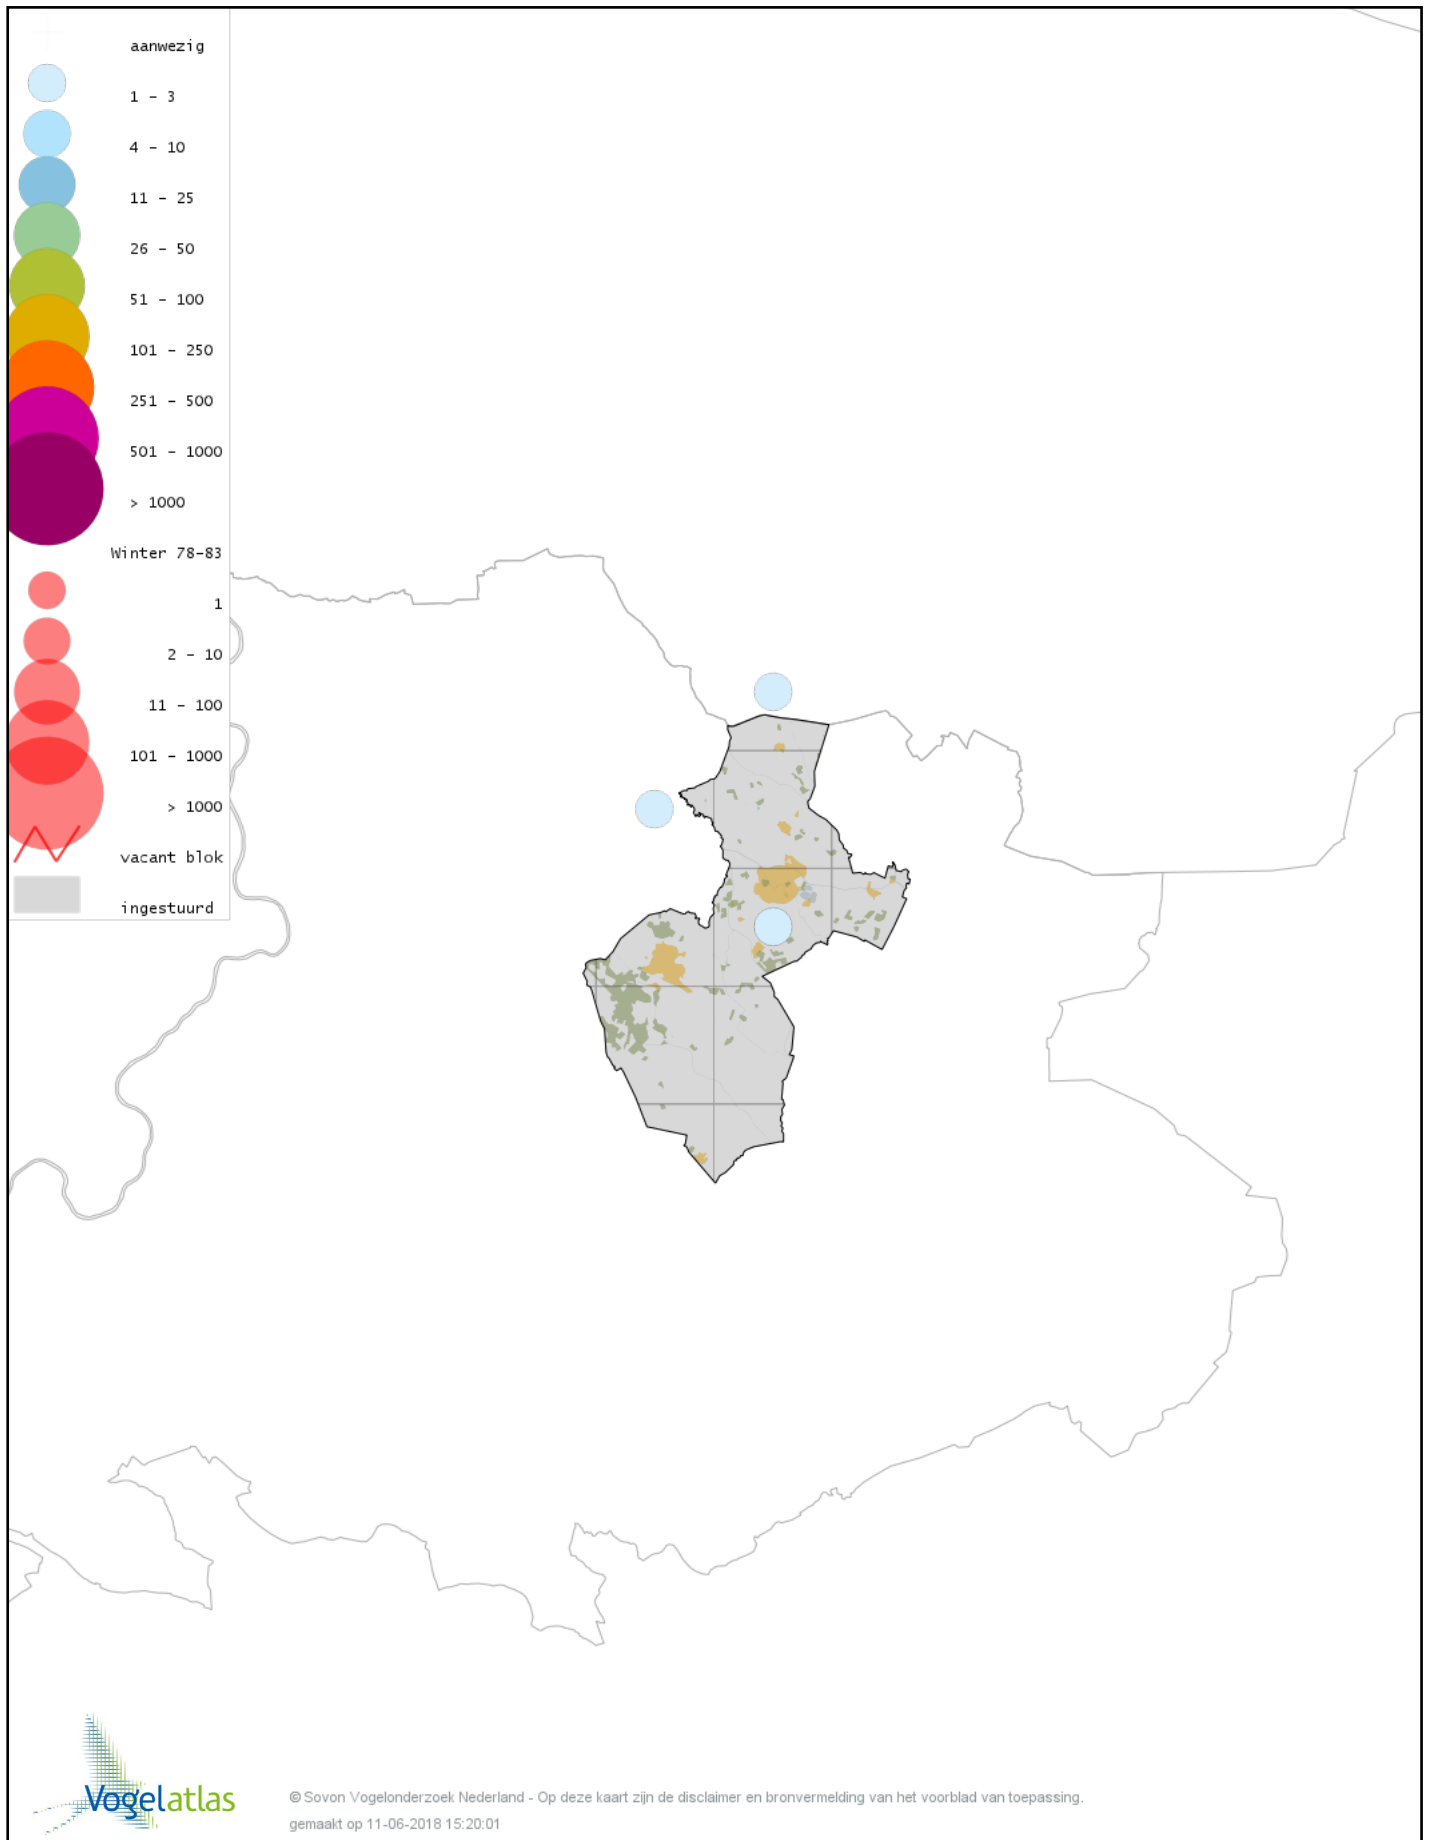 aanwezig
1 - 3
4 - 10
11 - 25
26 - 50
51 - 100
101 - 250
251 - 500
501 - 1000
> 1000
Winter 78-83
1
2 - 10
11 - 100
101 - 1000
> 1000
vacant blok
ingestuurd
Vogelatlas
© Sovon Vogelonderzoek Nederland - Op deze kaart zijn de disclaimer en bronvermelding van het voorblad van toepassing.
gemaakt op 11-06-2018 15:20:01